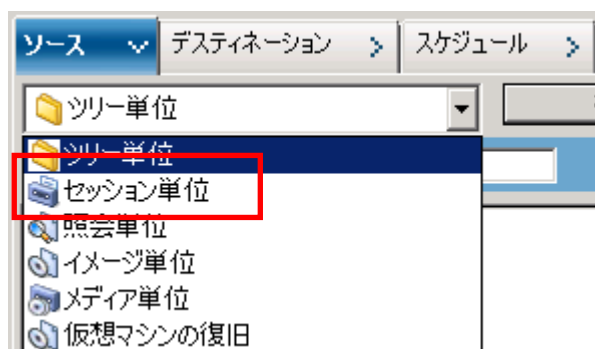 ソース デスティネーション スケジュール
ツリー単位
ツリー単位
セッション単位
照会単位
イメージ単位
メディア単位
仮想マシンの復旧